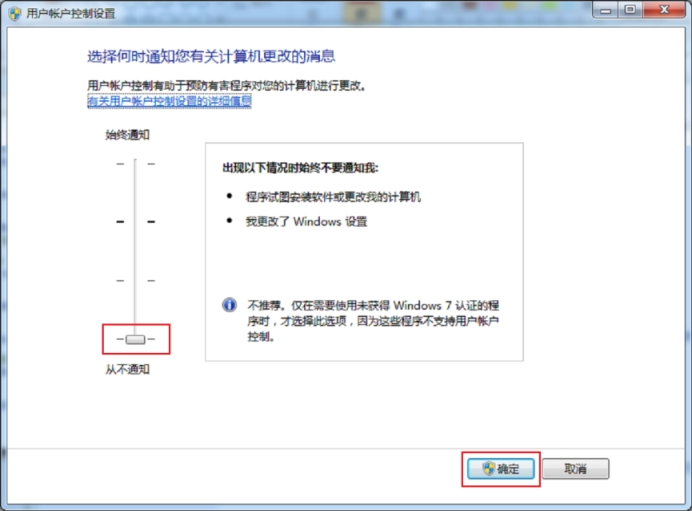 用户帐户控制设置
选择何时通知您有关计算机更改的消息
用户帐户控制有助于预防有害程序对您的计算机进行更改。
有关用户帐户控制设置的详细信息
始终通知
出现以下情况时始终不要通知我:
程序试图安装软件或更改我的计算机
我更改了 Windows 设置
不推荐。仅在需要使用未获得 Windows 7 认证的程
序时，才选择此选项，因为这些程序不支持用户帐户
控制。
从不通知
确定
取消